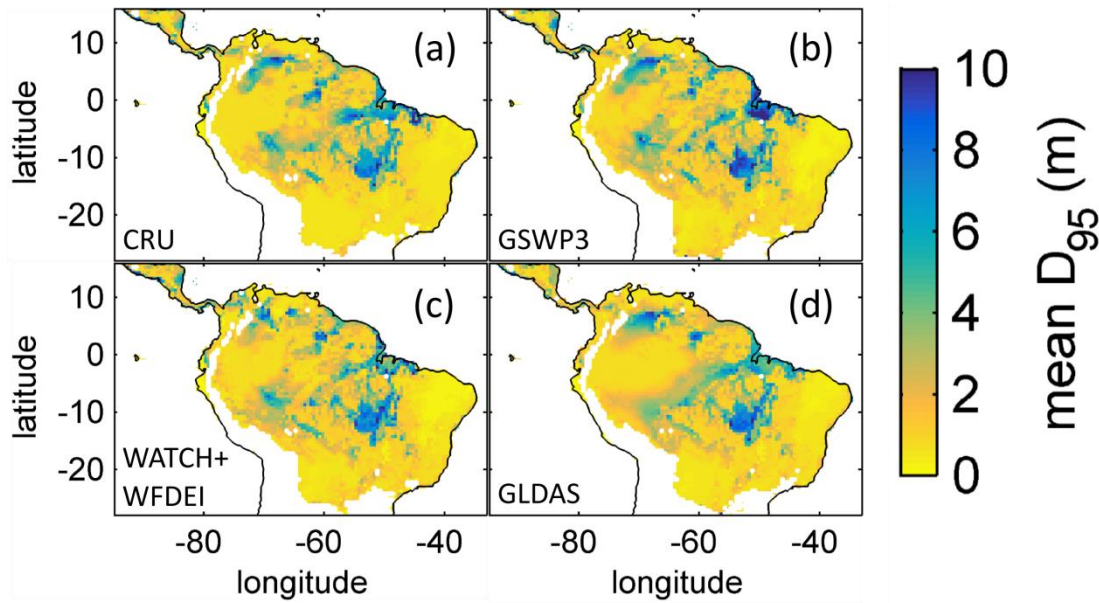 (a)
(b)
10
0
-10
-20
latitude
CRU
GSWP3
(c)
(d)
10
0
-10
-20
latitude
WATCH+
WFDEI
GLDAS
-80
-60
-40
-80
-60
-40
longitude
longitude
10
8
6
4
2
0
mean D95 (m)